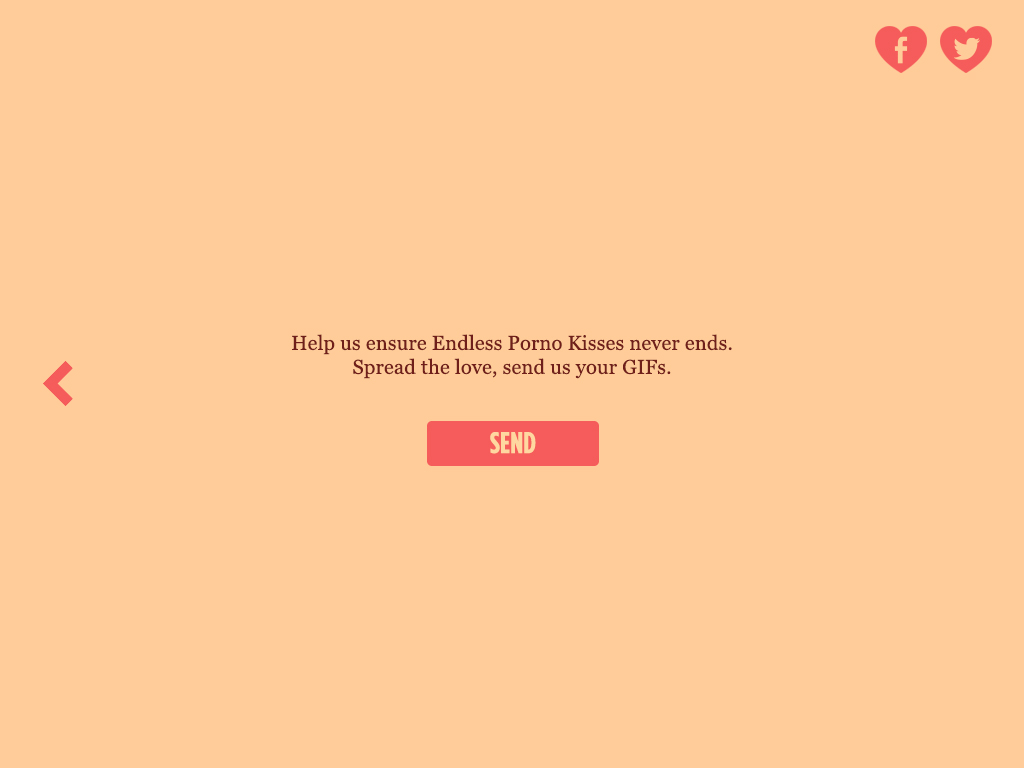 Help us ensure Endless Porno Kisses never ends.
Spread the love, send us your GIFs.
SEND